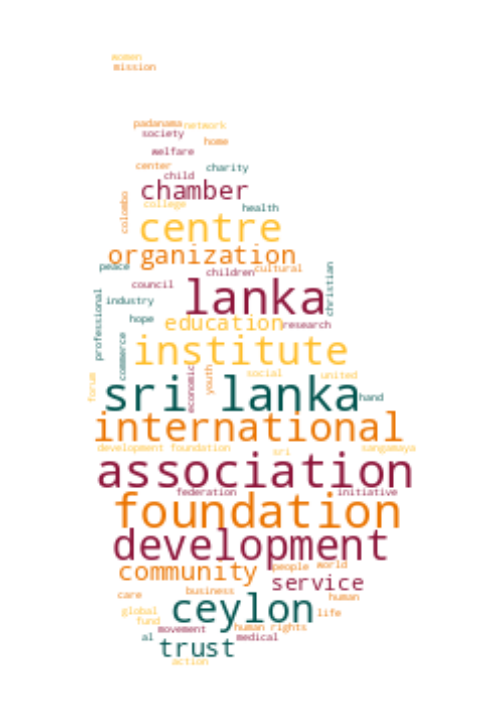 women
mission
padanama network
society
home
welfare
center charity
child
chamber
college health
colombo
centre
organization
peace children cultural
council
lanka
christian
industry
professional
hope education research
commerce
institute
economic youth social united
forum
sri lanka hand
international
development foundation sri sangamaya
association
federation initiative
foundation
development
community people world
service
care business human
ceylon
global life
fund
movement human rights
al trust medical
action